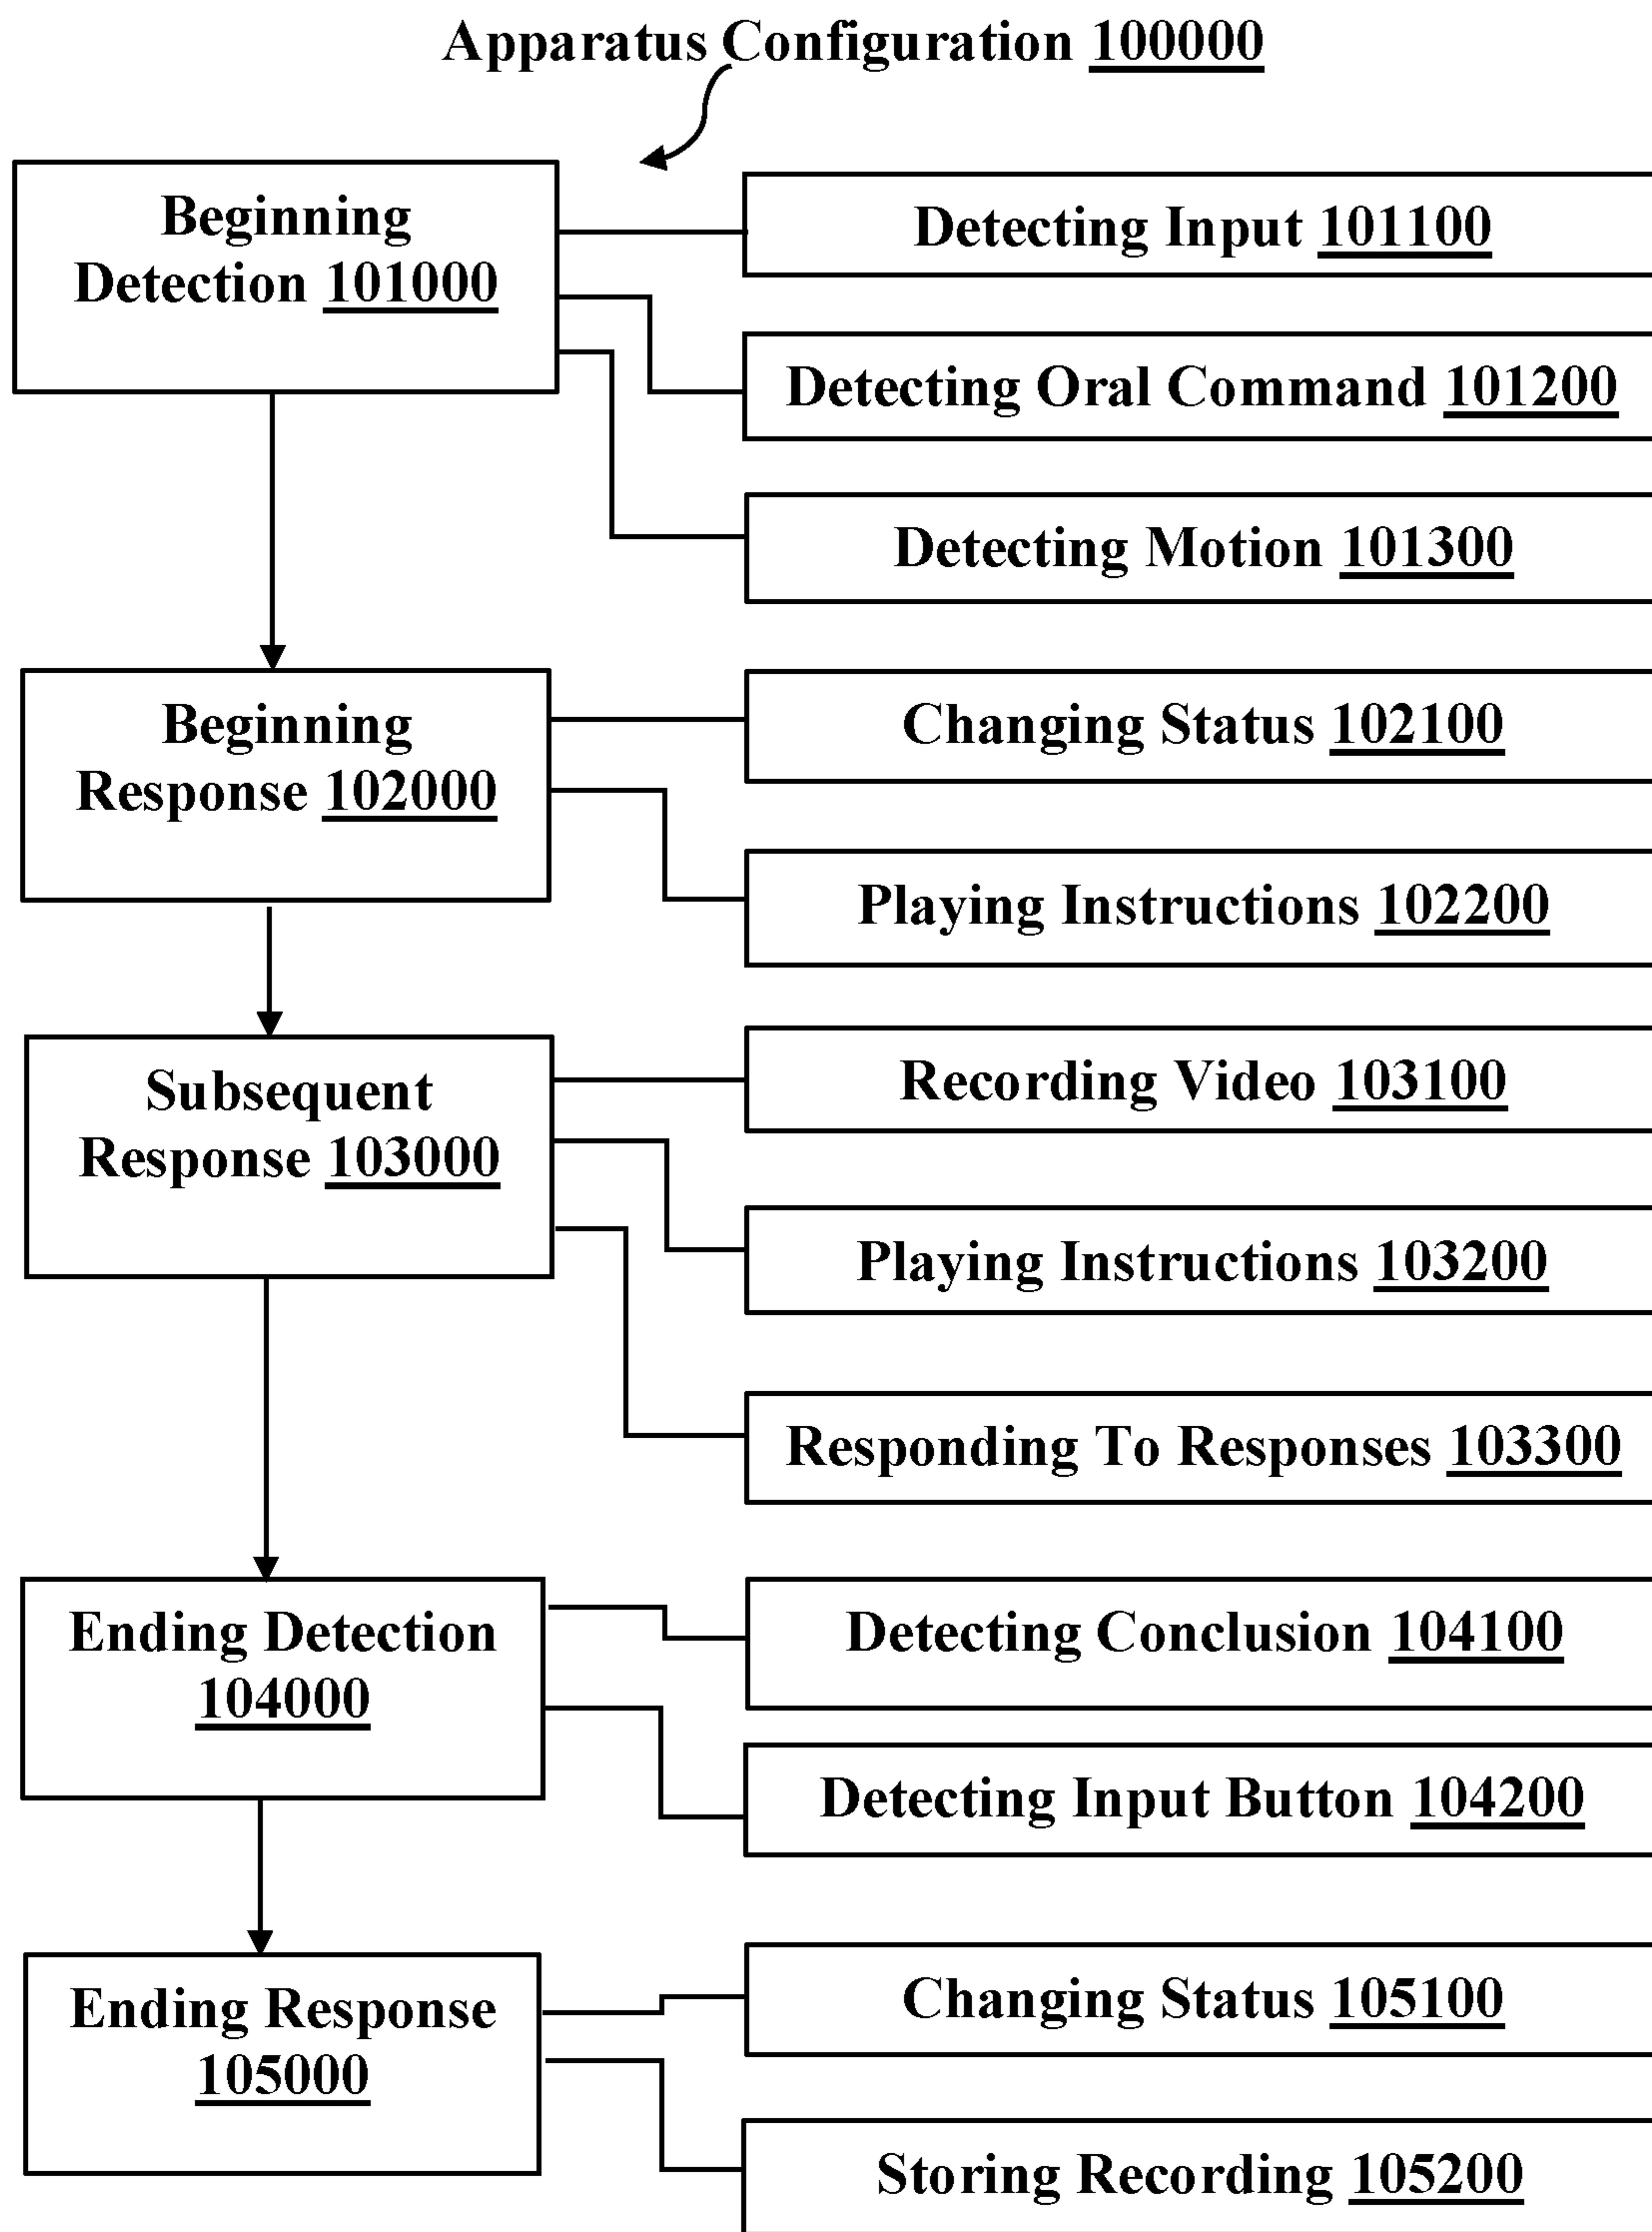 Apparatus Configuration 100000
Beginning
Detection 101000
Detecting Input 101100
Detecting Oral Command 101200
Detecting Motion 101300
Beginning
Response 102000
Changing Status 102100
Playing Instructions 102200
Subsequent
Response 103000
Recording Video 103100
Playing Instructions 103200
Responding To Responses 103300
Ending Detection
104000
Detecting Conclusion 104100
Detecting Input Button 104200
Ending Response
105000
Changing Status 105100
Storing Recording 105200